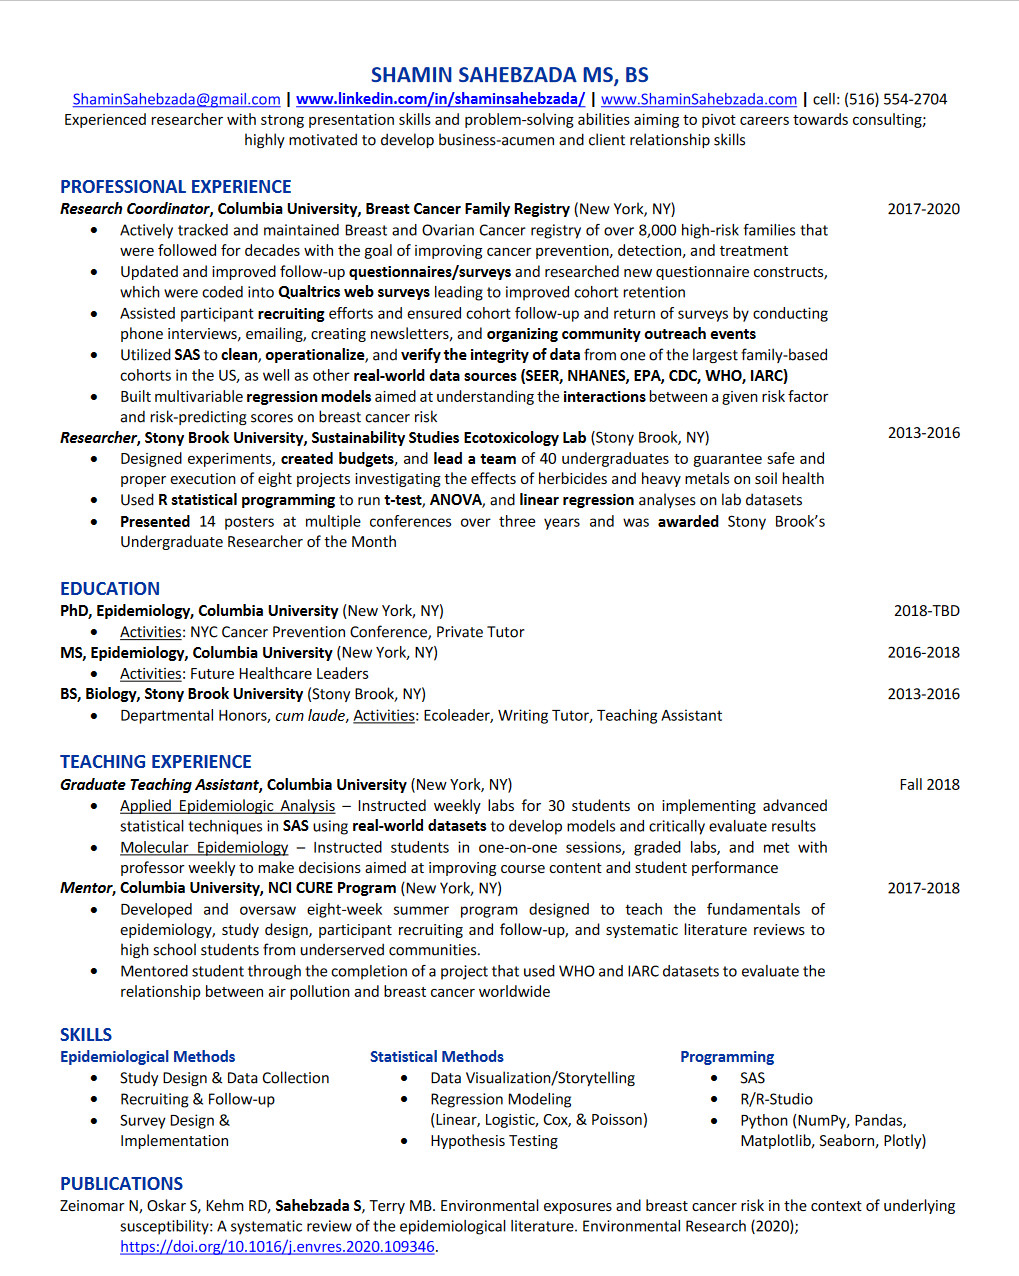 SHAMIN SAHEBZADA MS, BS
ShaminSahebzada@gmail.com | www.linkedin.com/in/shaminsahebzada/ | www.ShaminSahebzada.com | cell: (516) 554-2704
Experienced researcher with strong presentation skills and problem-solving abilities aiming to pivot careers towards consulting;
highly motivated to develop business-acumen and client relationship skills
PROFESSIONAL EXPERIENCE
Research Coordinator, Columbia University, Breast Cancer Family Registry (New York, NY) 2017-2020
• Actively tracked and maintained Breast and Ovarian Cancer registry of over 8,000 high-risk families that
were followed for decades with the goal of improving cancer prevention, detection, and treatment
• Updated and improved follow-up questionnaires/surveys and researched new questionnaire constructs,
which were coded into Qualtrics web surveys leading to improved cohort retention
• Assisted participant recruiting efforts and ensured cohort follow-up and return of surveys by conducting
phone interviews, emailing, creating newsletters, and organizing community outreach events
• Utilized SAS to clean, operationalize, and verify the integrity of data from one of the largest family-based
cohorts in the US, as well as other real-world data sources (SEER, NHANES, EPA, CDC, WHO, IARC)
• Built multivariable regression models aimed at understanding the interactions between a given risk factor
and risk-predicting scores on breast cancer risk
Researcher, Stony Brook University, Sustainability Studies Ecotoxicology Lab (Stony Brook, NY) 2013-2016
• Designed experiments, created budgets, and lead a team of 40 undergraduates to guarantee safe and
proper execution of eight projects investigating the effects of herbicides and heavy metals on soil health
• Used R statistical programming to run t-test, ANOVA, and linear regression analyses on lab datasets
• Presented 14 posters at multiple conferences over three years and was awarded Stony Brook's
Undergraduate Researcher of the Month
EDUCATION
PhD, Epidemiology, Columbia University (New York, NY) 2018-TBD
• Activities: NYC Cancer Prevention Conference, Private Tutor
MS, Epidemiology, Columbia University (New York, NY) 2016-2018
• Activities: Future Healthcare Leaders
BS, Biology, Stony Brook University (Stony Brook, NY) 2013-2016
• Departmental Honors, cum laude, Activities: Ecoleader, Writing Tutor, Teaching Assistant
TEACHING EXPERIENCE
Graduate Teaching Assistant, Columbia University (New York, NY) Fall 2018
• Applied Epidemiologic Analysis – Instructed weekly labs for 30 students on implementing advanced
statistical techniques in SAS using real-world datasets to develop models and critically evaluate results
• Molecular Epidemiology – Instructed students in one-on-one sessions, graded labs, and met with
professor weekly to make decisions aimed at improving course content and student performance
Mentor, Columbia University, NCI CURE Program (New York, NY) 2017-2018
• Developed and oversaw eight-week summer program designed to teach the fundamentals of
epidemiology, study design, participant recruiting and follow-up, and systematic literature reviews to
high school students from underserved communities.
• Mentored student through the completion of a project that used WHO and IARC datasets to evaluate the
relationship between air pollution and breast cancer worldwide
SKILLS
Epidemiological Methods
• Study Design & Data Collection
• Recruiting & Follow-up
• Survey Design &
Implementation
Statistical Methods
• Data Visualization/Storytelling
• Regression Modeling
(Linear, Logistic, Cox, & Poisson)
• Hypothesis Testing
Programming
• SAS
• R/R-Studio
• Python (NumPy, Pandas,
Matplotlib, Seaborn, Plotly)
PUBLICATIONS
Zeinomar N, Oskar S, Kehm RD, Sahebzada S, Terry MB. Environmental exposures and breast cancer risk in the context of underlying
susceptibility: A systematic review of the epidemiological literature. Environmental Research (2020);
https://doi.org/10.1016/j.envres.2020.109346.